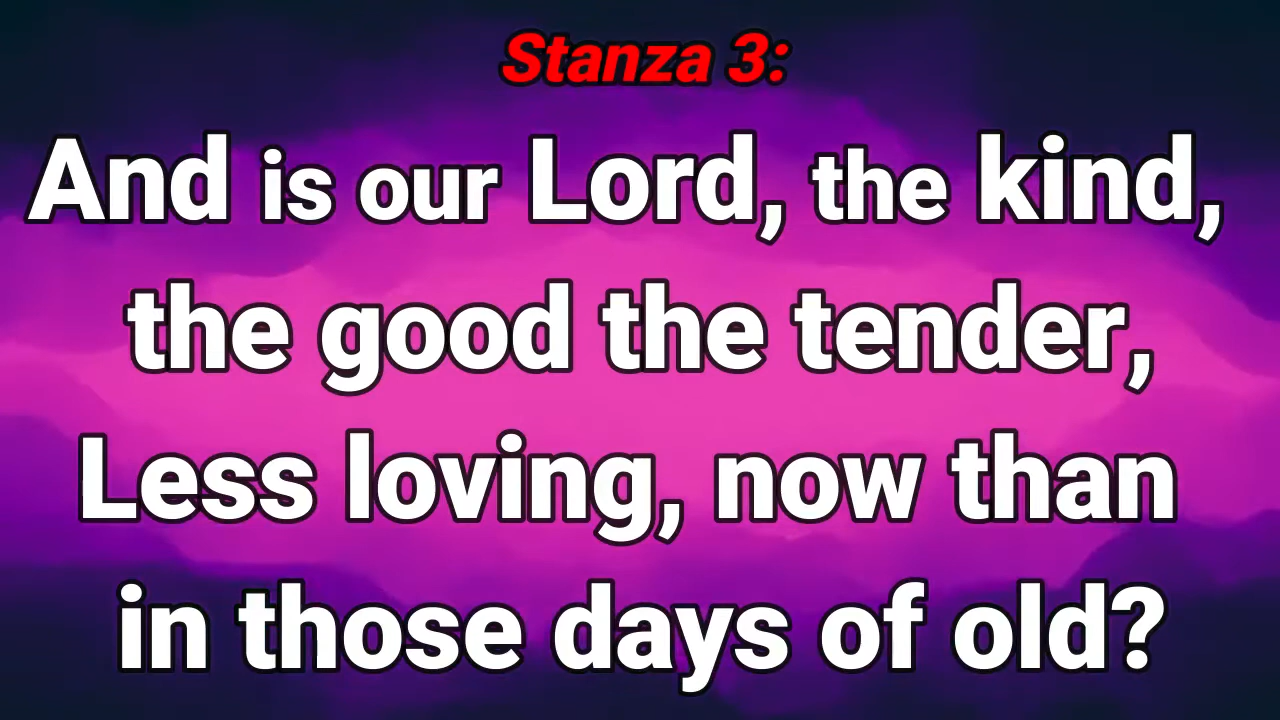 Stanza 3:
And is our Lord, the kind,
the good the tender,
Less loving, now than
in those days of old?